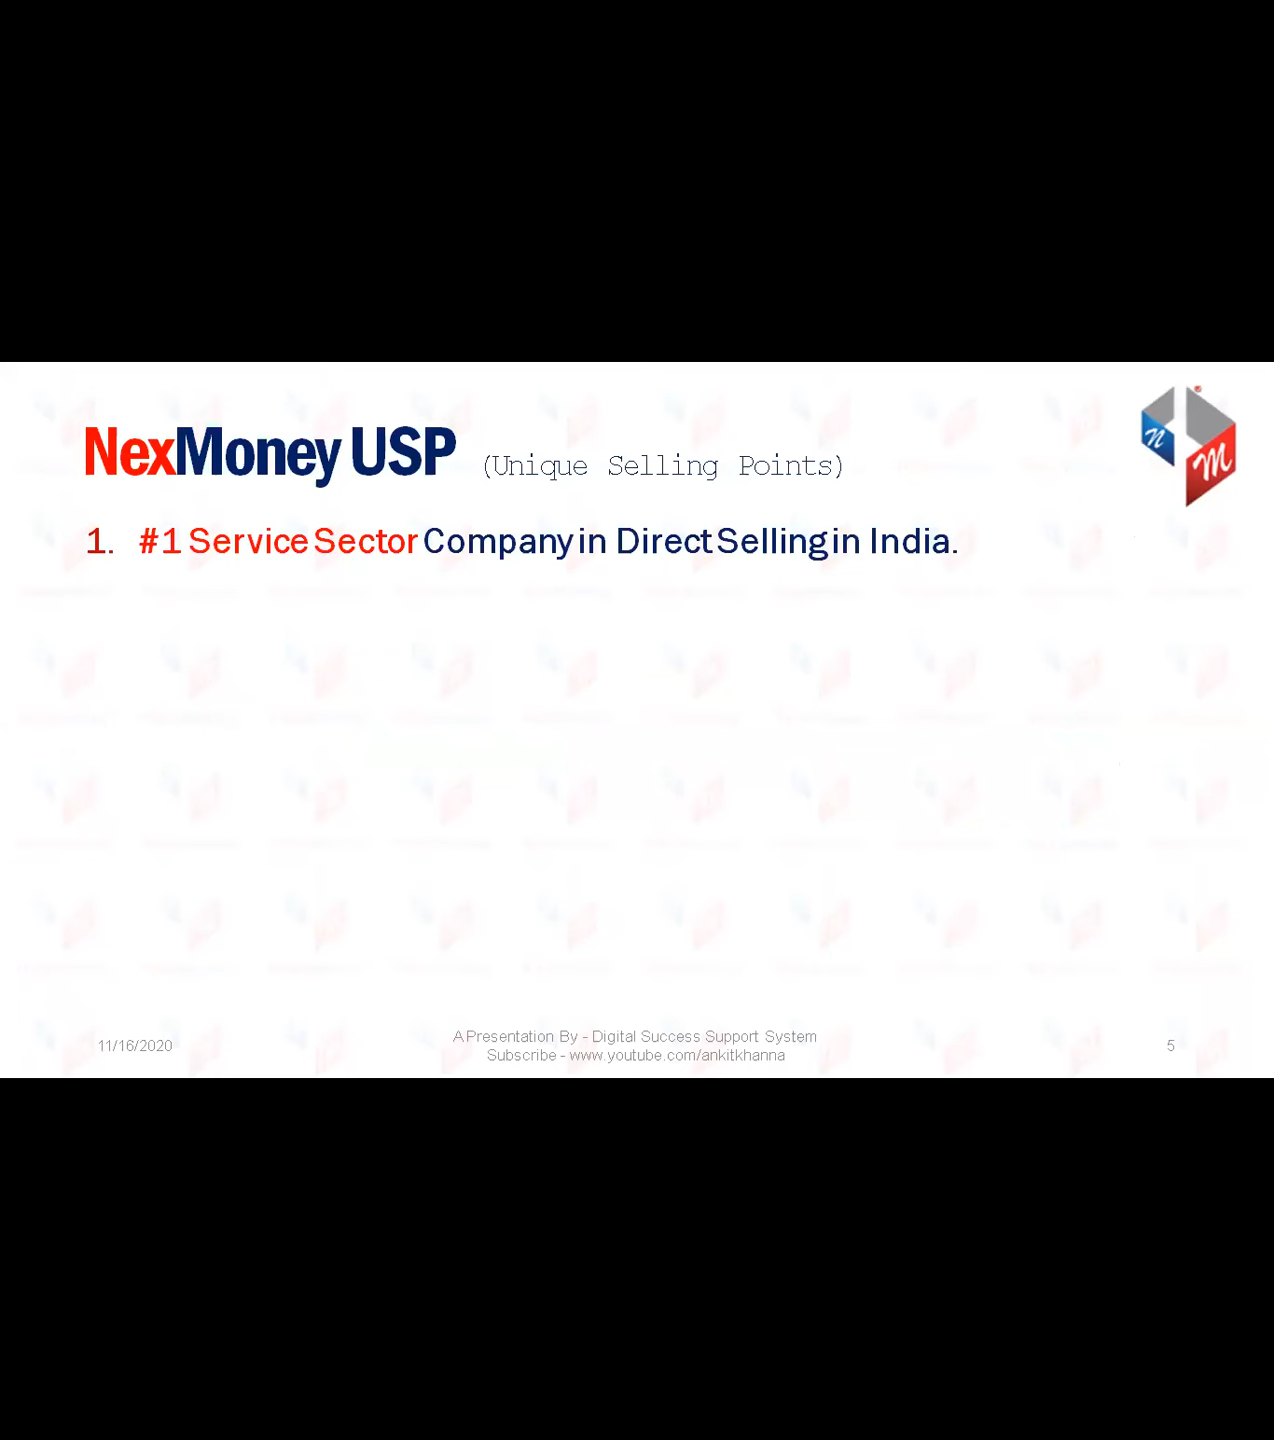 NexMoney USP (Unique Selling Points)
1. #1 Service Sector Company in Direct Selling in India.
11/16/2020
A Presentation By - Digital Success Support System
Subscribe - www.youtube.com/ankitkhanna
5